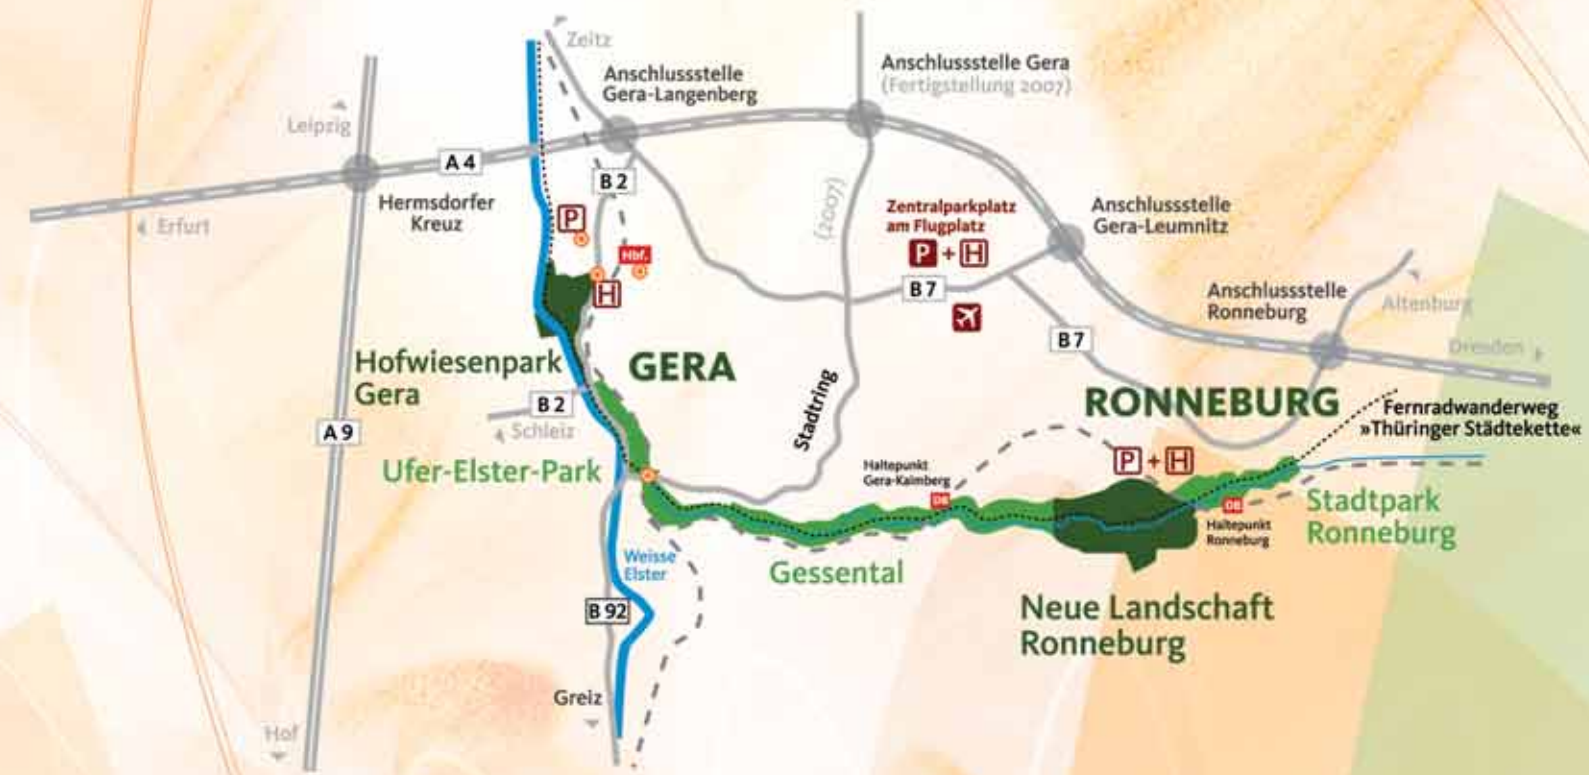 Zeitz
Anschlussstelle
Gera-Langenberg
Anschlussstelle Gera
(Fertigstellung 2007)
Leipzig
A 4
B 2
Hermsdorfer
Kreuz
Erfurt
P
Hbf.
H
(2007)
Zentralparkplatz
am Flugplatz
P + H
Anschlussstelle
Gera-Leumnitz
B 7
B 7
Anschlussstelle
Ronneburg
Altenburg
Dresden
Hofwiesenpark
Gera
GERA
B 2
Schleiz
A 9
Stadtring
RONNEBURG
Fernradwanderweg
»Thüringer Städtekette«
Ufer-Elster-Park
Haltepunkt
Gera-Kaimberg
DB
P + H
DB
Haltepunkt
Ronneburg
Stadtpark
Ronneburg
Weisse
Elster
Gessental
B 92
Neue Landschaft
Ronneburg
Greiz
Hof